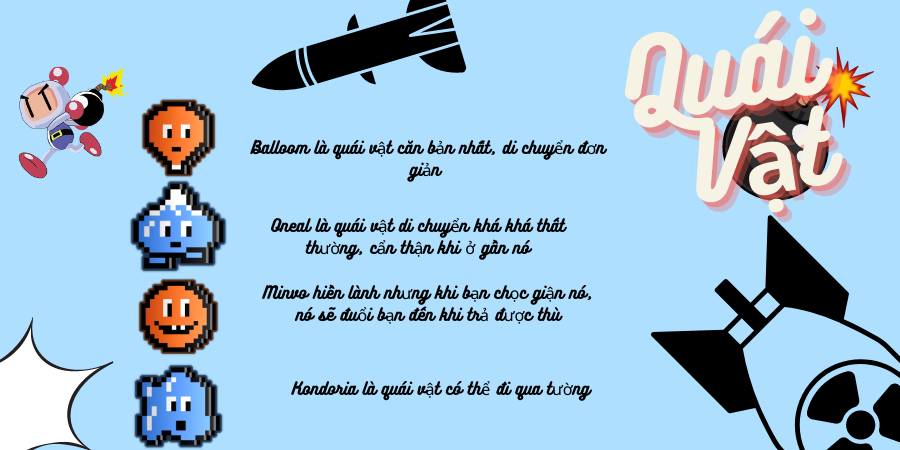 Quái
Vật
Balloom là quái vật căn bản nhất, di chuyển đơn
giản
Oneal là quái vật di chuyển khá khá thất
thường, cẩn thận khi ở gần nó
Minvo hiền lành nhưng khi bạn chọc giận nó,
nó sẽ đuổi bạn đến khi trả được thù
Kondoria là quái vật có thể đi qua tường